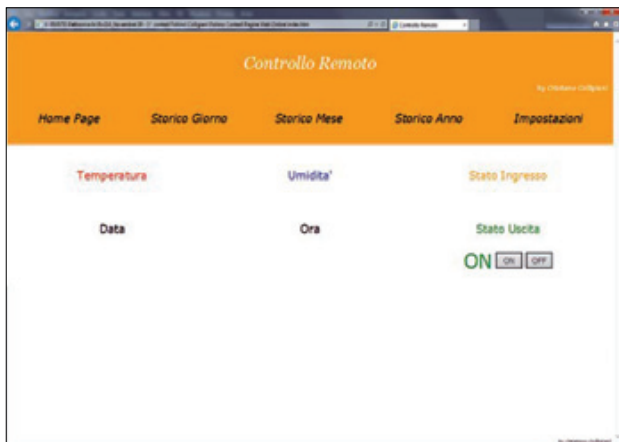 Controllo Remoto
Home Page Storico Giorno Storico Mese Storico Anno Impostazioni
Temperatura Umidita' Stato Ingresso
Data Ora Stato Uscita
ON ON OFF